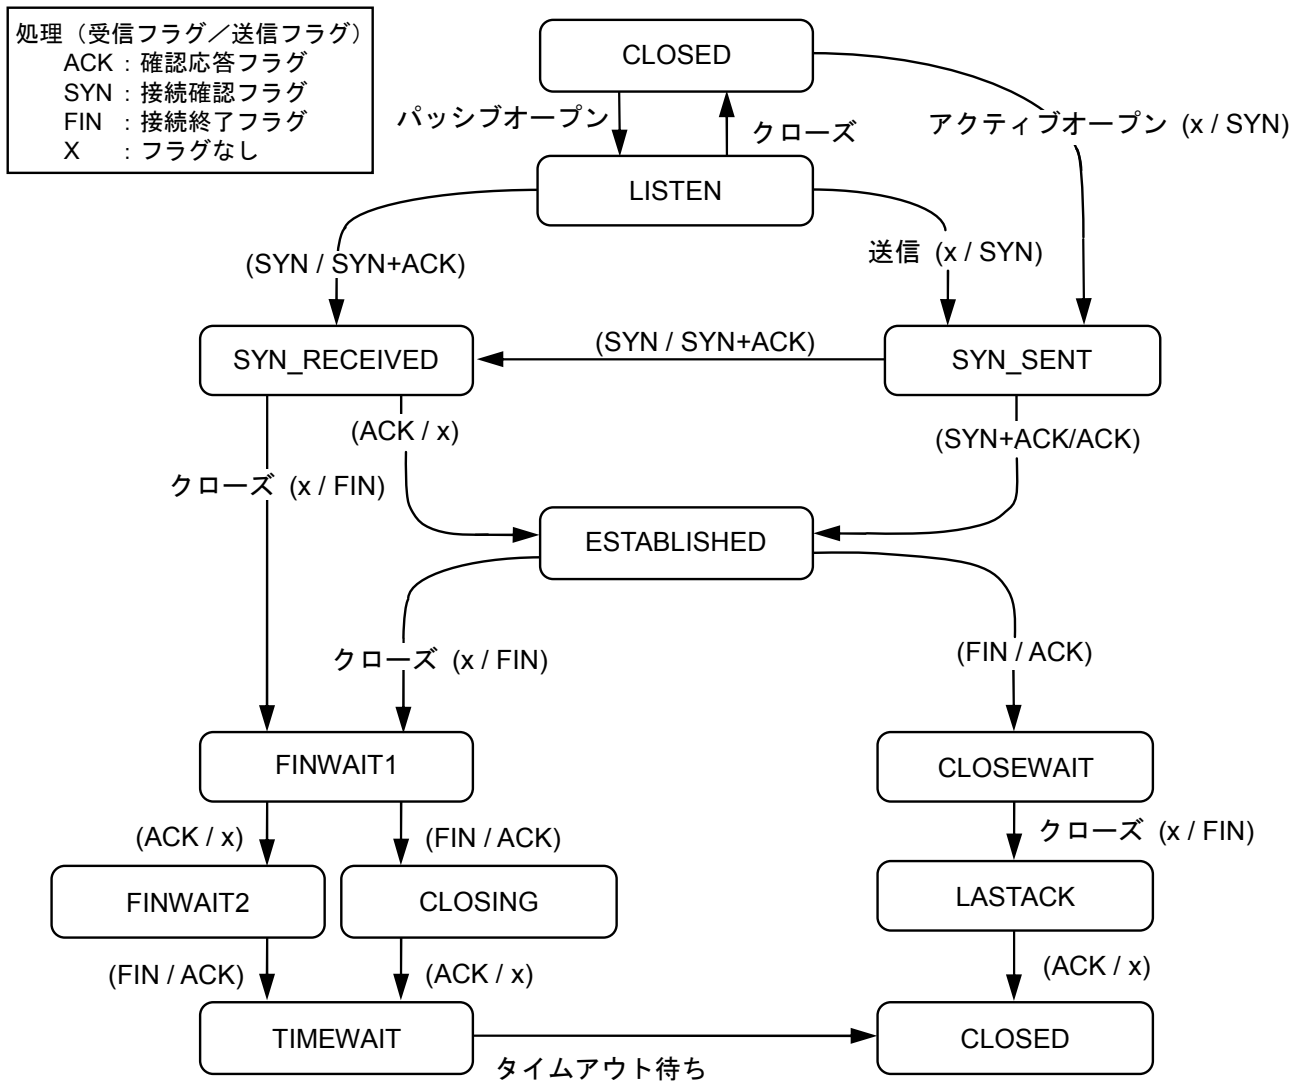 処理（受信フラグ／送信フラグ）
ACK : 確認応答フラグ
SYN : 接続確認フラグ
FIN : 接続終了フラグ
X : フラグなし
CLOSED
パッシブオープン
クローズ
アクティブオープン (x / SYN)
LISTEN
(SYN / SYN+ACK)
送信 (x / SYN)
SYN_RECEIVED
(SYN / SYN+ACK)
SYN_SENT
(ACK / x)
(SYN+ACK/ACK)
クローズ (x / FIN)
ESTABLISHED
クローズ (x / FIN)
(FIN / ACK)
FINWAIT1
CLOSEWAIT
(ACK / x)
(FIN / ACK)
クローズ (x / FIN)
FINWAIT2
CLOSING
LASTACK
(FIN / ACK)
(ACK / x)
(ACK / x)
TIMEWAIT
タイムアウト待ち
CLOSED